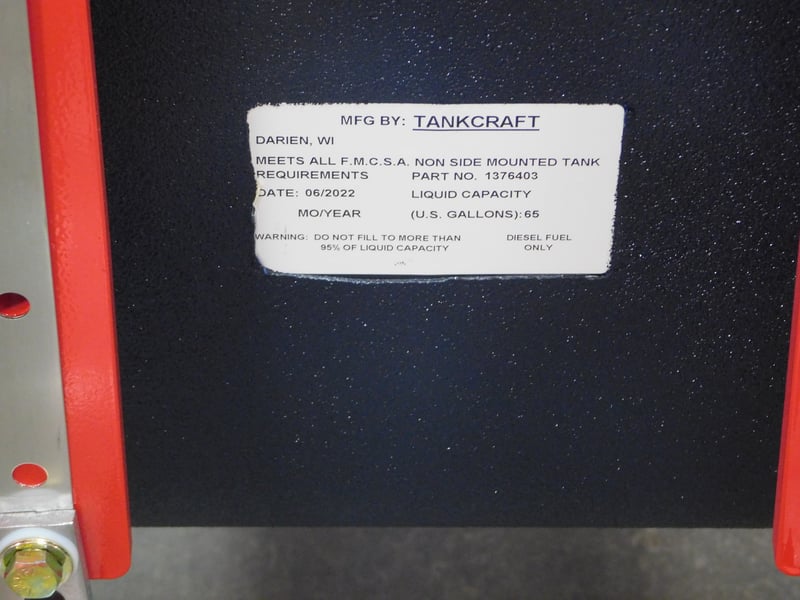 MFG BY: TANKCRAFT
DARIEN, WI
MEETS ALL F.M.C.S.A. NON SIDE MOUNTED TANK
REQUIREMENTS PART NO. 1376403
DATE: 06/2022 LIQUID CAPACITY
MO/YEAR (U.S. GALLONS): 65
WARNING: DO NOT FILL TO MORE THAN DIESEL FUEL
95% OF LIQUID CAPACITY ONLY